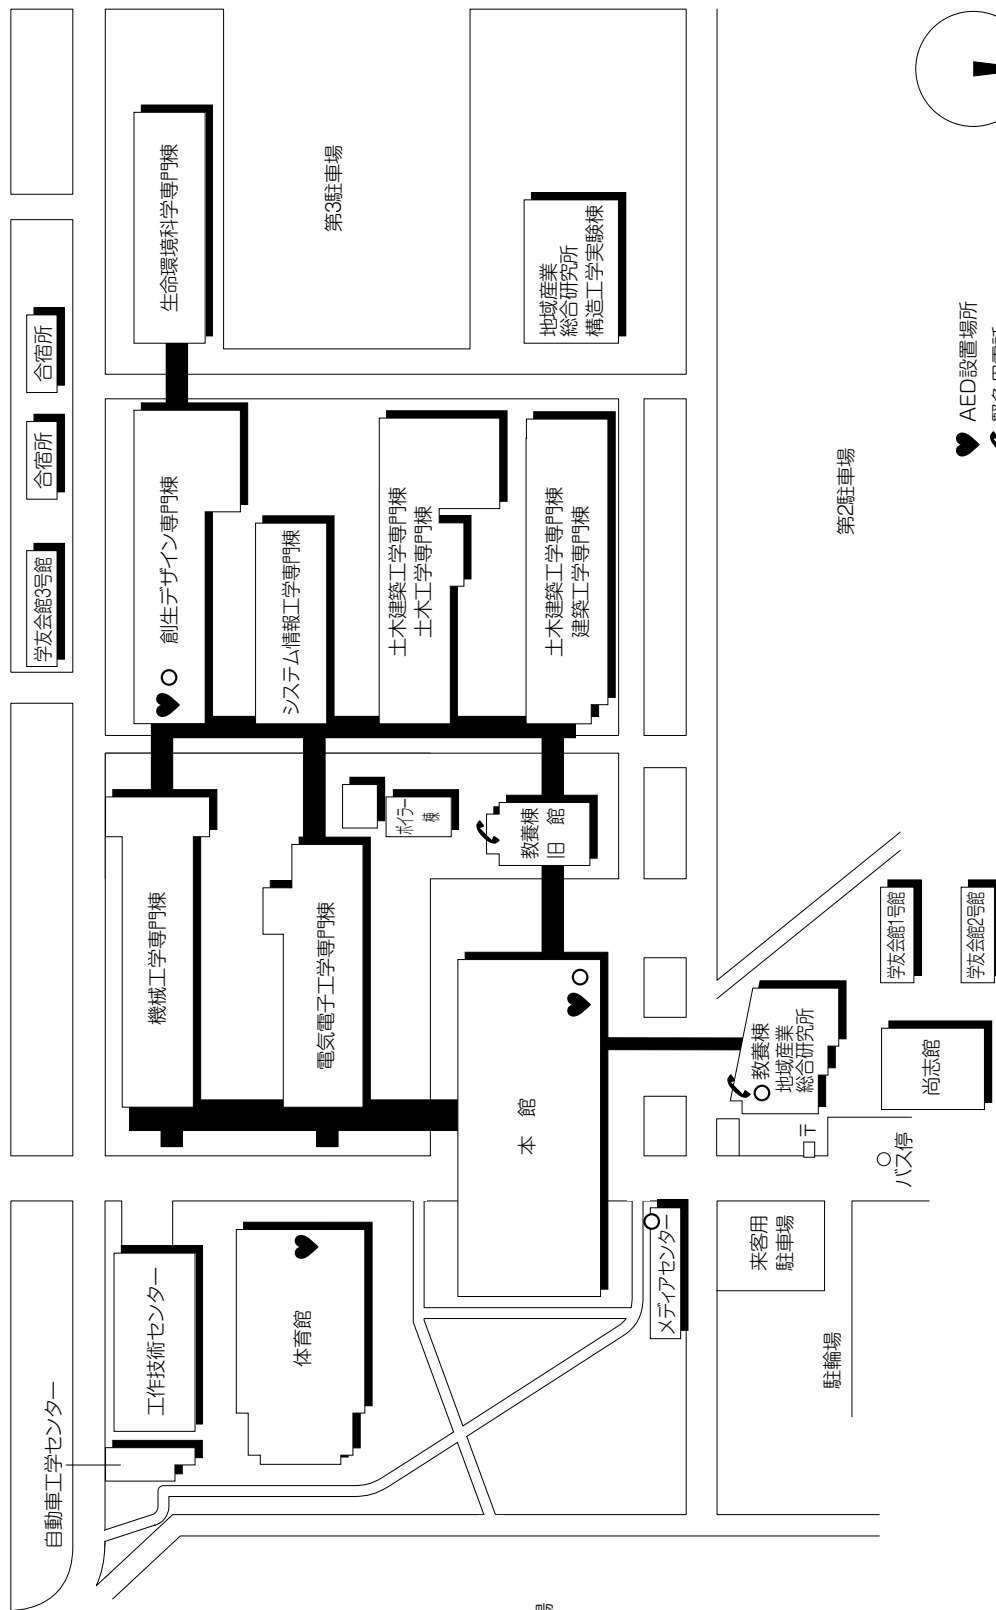 自動車工学センター
工作技術センター
体育館
機械工学専門棟
電気電子工学専門棟
学友会館3号館
合宿所
合宿所
創生デザイン専門棟
生命環境科学専門棟
システム情報工学専門棟
第3駐車場
ボイラー
棟
土木建築工学専門棟
土木工学専門棟
土木建築工学専門棟
建築工学専門棟
地域産業
総合研究所
構造工学実験棟
教養棟
旧館
本館
メディアセンター
来客用
駐車場
駐輪場
〒
バス停
教養棟
地域産業
総合研究所
尚志館
学友会館1号館
学友会館2号館
第2駐車場
AED設置場所